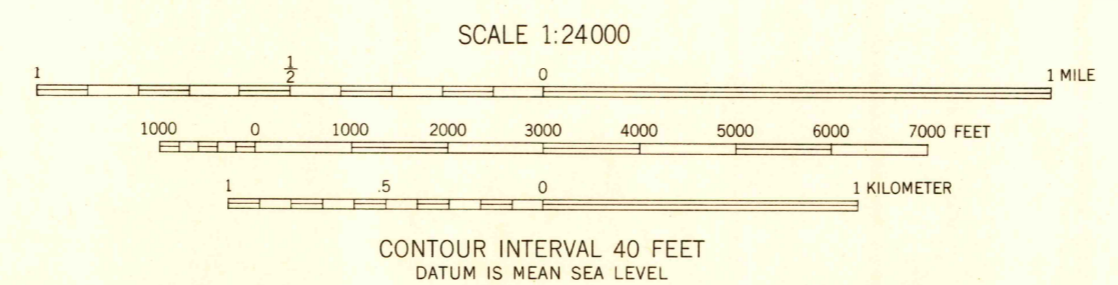 SCALE 1:24000
1 1/2 0 1 MILE
1000 0 1000 2000 3000 4000 5000 6000 7000 FEET
1 .5 0 1 KILOMETER
CONTOUR INTERVAL 40 FEET
DATUM IS MEAN SEA LEVEL